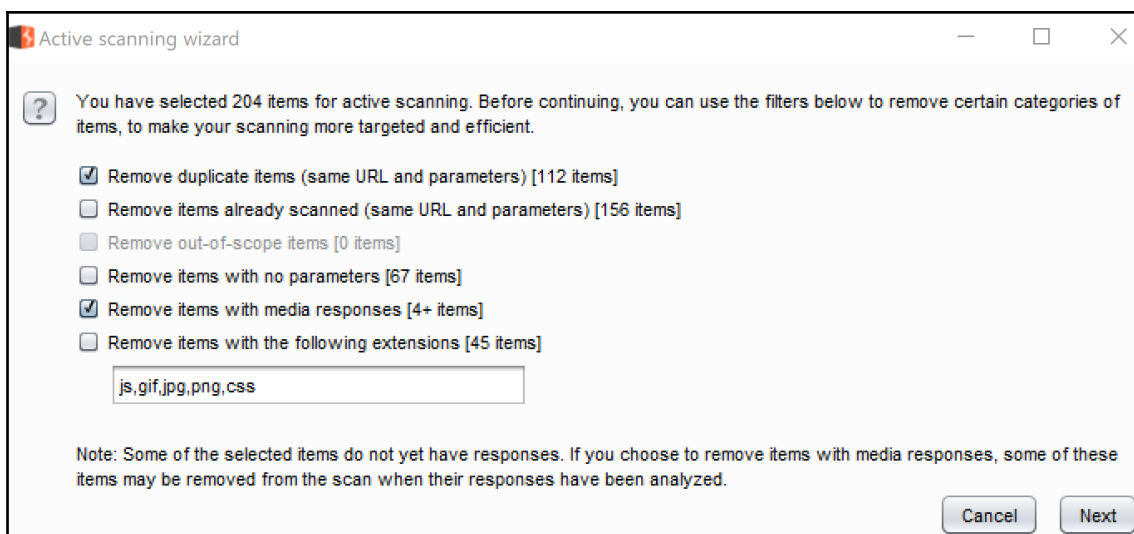 Active scanning wizard
?
You have selected 204 items for active scanning. Before continuing, you can use the filters below to remove certain categories of
items, to make your scanning more targeted and efficient.
Remove duplicate items (same URL and parameters) [112 items]
Remove items already scanned (same URL and parameters) [156 items]
Remove out-of-scope items [0 items]
Remove items with no parameters [67 items]
Remove items with media responses [4+ items]
Remove items with the following extensions [45 items]
js,gif,jpg,png,css
Note: Some of the selected items do not yet have responses. If you choose to remove items with media responses, some of these
items may be removed from the scan when their responses have been analyzed.
Cancel Next